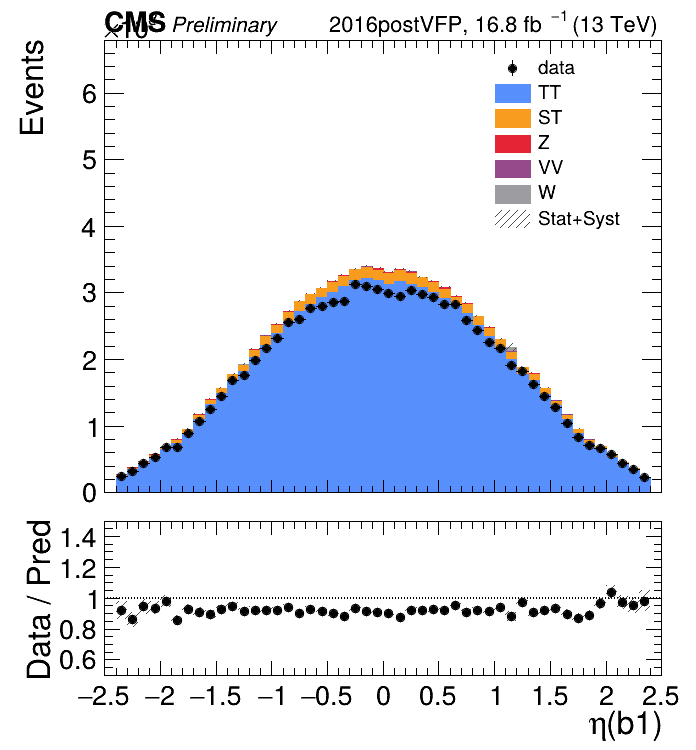 CMS Preliminary 2016postVFP, 16.8 fb⁻¹ (13 TeV)
Events
6
5
4
3
2
1
0
data
TT
ST
Z
VV
W
Stat+Syst
Data / Pred
1.4
1.2
1
0.8
0.6
−2.5 −2 −1.5 −1 −0.5 0 0.5 1 1.5 2 2.5
η(b1)